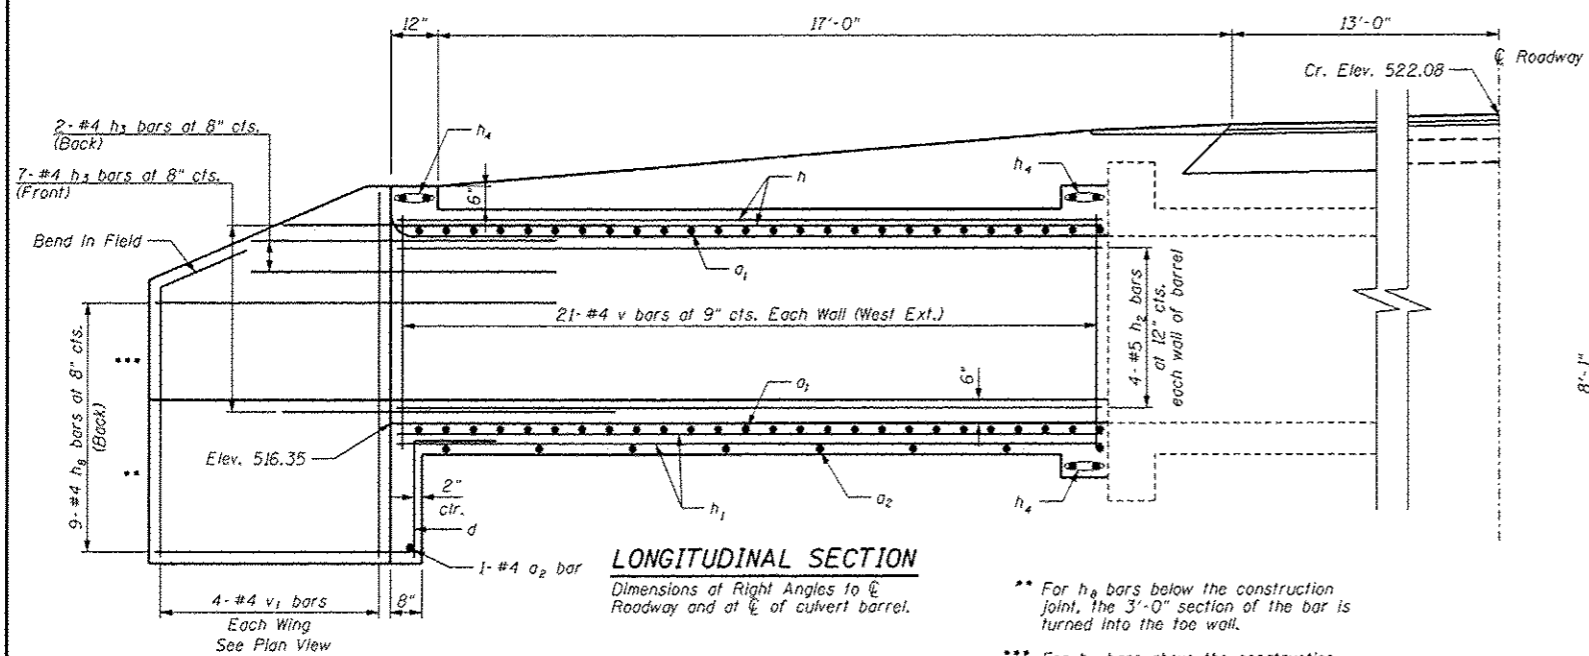 12"
17'-0"
13'-0"
℄ Roadway
Cr. Elev. 522.08
2- #4 h3 bars at 8" cts.
(Back)
h4
7- #4 h3 bars at 8" cts.
(Front)
6"
h
h4
Bend in Field
a1
21- #4 v bars at 9" cts. Each Wall (West Ext.)
4- #5 h2 bars
at 12" cts.
each wall of barrel
9- #4 h8 bars at 8" cts.
(Back)
***
**
6"
a1
8'-1"
Elev. 516.35
2"
clr.
h1
a2
h4
d
1- #4 a2 bar
LONGITUDINAL SECTION
Dimensions at Right Angles to ℄
Roadway and at ℄ of culvert barrel.
4- #4 v1 bars
Each Wing
See Plan View
8"
** For h8 bars below the construction
joint, the 3'-0" section of the bar is
turned into the toe wall.
*** For h8 bars above the construction